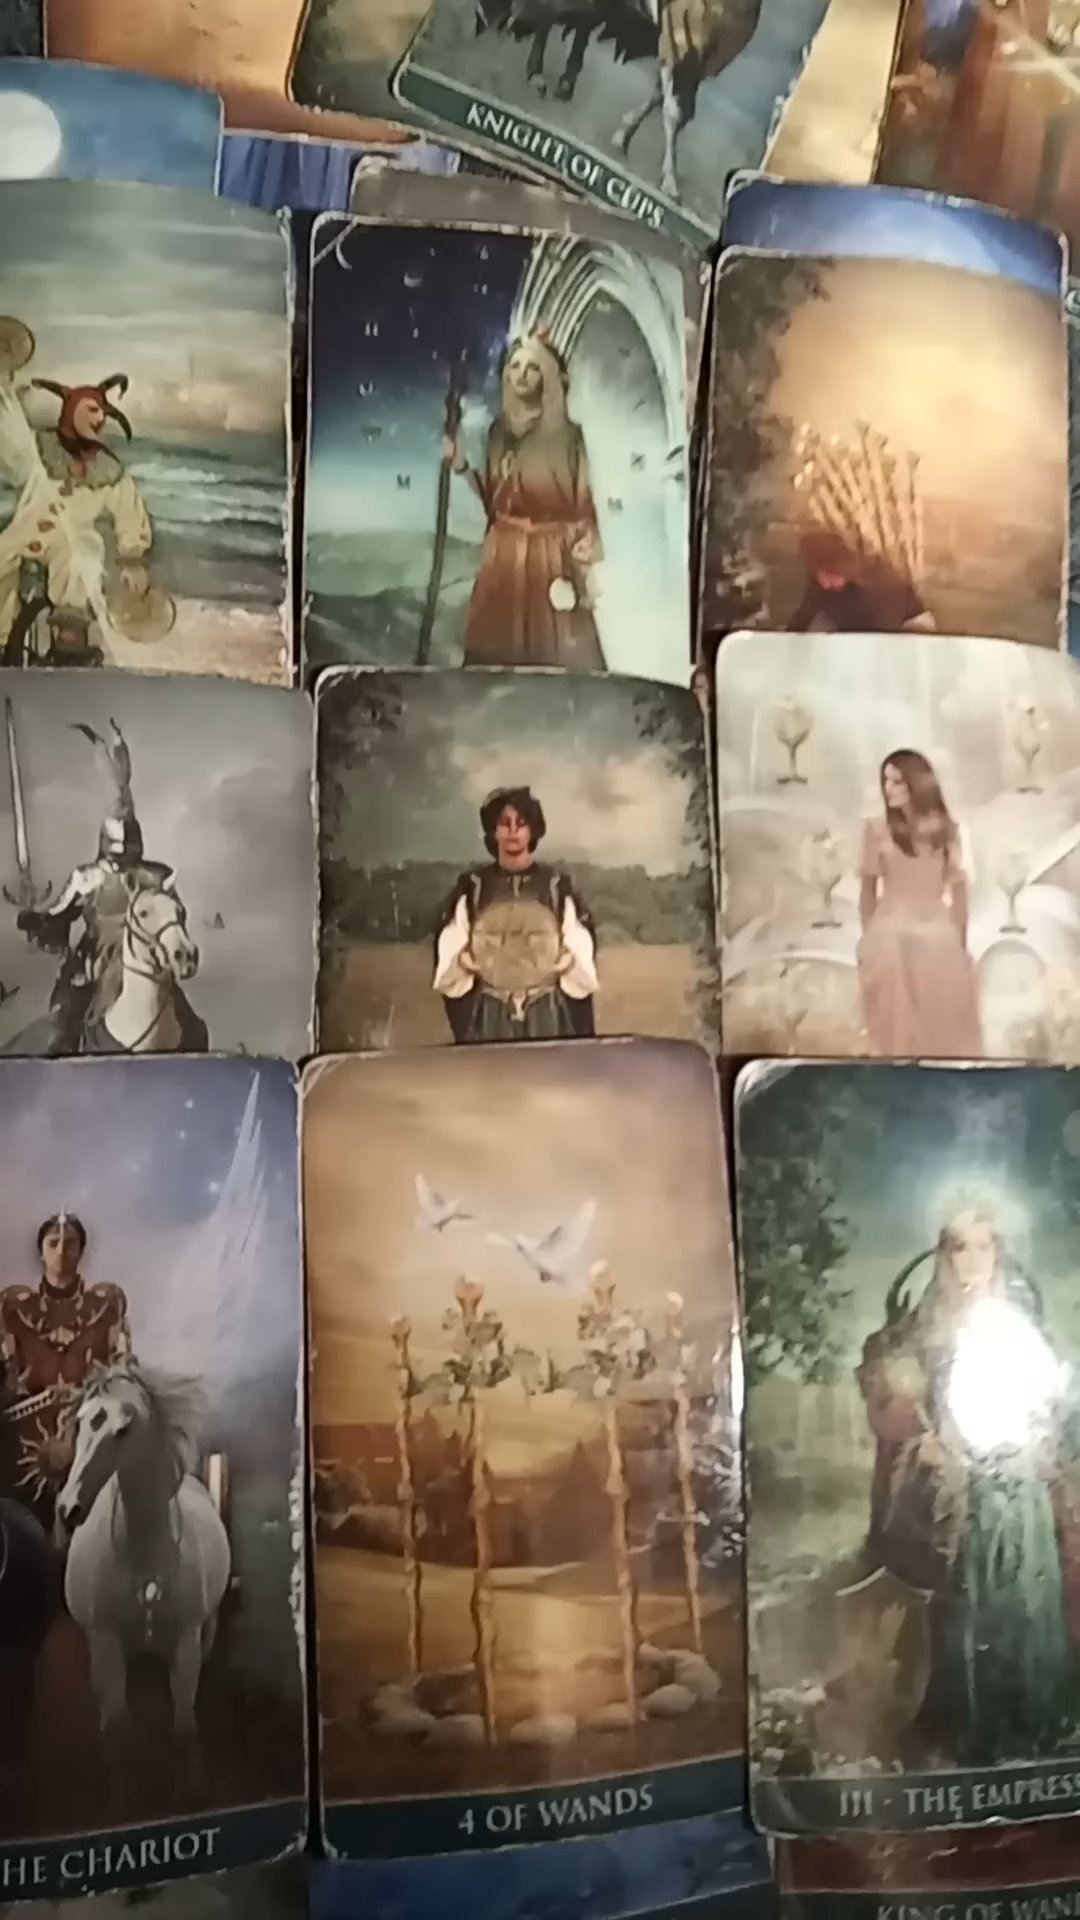 KNIGHT OF CUPS
HE CHARIOT
4 OF WANDS
III - THE EMPRESS
KING OF WAND